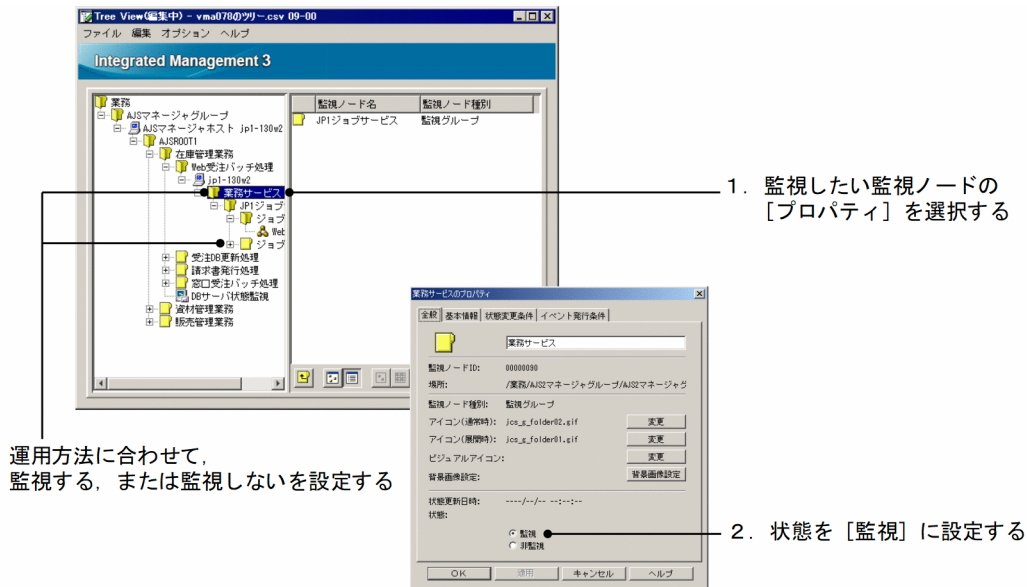 Tree View(編集中) - vma078のツリー.csv 09-00
ファイル 編集 オプション ヘルプ
Integrated Management 3
業務
AJSマネージャグループ
AJSマネージャホスト jp1-130w2
AJSROOT1
在庫管理業務
Web受注バッチ処理
jp1-130w2
業務サービス
JP1ジョブ
ジョブ
Web
ジョブ
受注DB更新処理
請求書発行処理
窓口受注バッチ処理
DBサーバ状態監視
資材管理業務
販売管理業務
監視ノード名 監視ノード種別
JP1ジョブサービス 監視グループ
1. 監視したい監視ノードの
[プロパティ] を選択する
運用方法に合わせて,
監視する, または監視しないを設定する
業務サービスのプロパティ
全般 基本情報 状態変更条件 イベント発行条件
業務サービス
監視ノードID: 00000090
場所: /業務/AJS2マネージャグループ/AJS2マネージャグ
監視ノード種別: 監視グループ
アイコン(通常時): jcs_g_folder02.gif 変更
アイコン(展開時): jcs_g_folder01.gif 変更
ビジュアルアイコン: 変更
背景画像設定: 背景画像設定
状態更新日時: ----/--/-- --:--:--
状態:
監視
非監視
OK 適用 キャンセル ヘルプ
2. 状態を [監視] に設定する